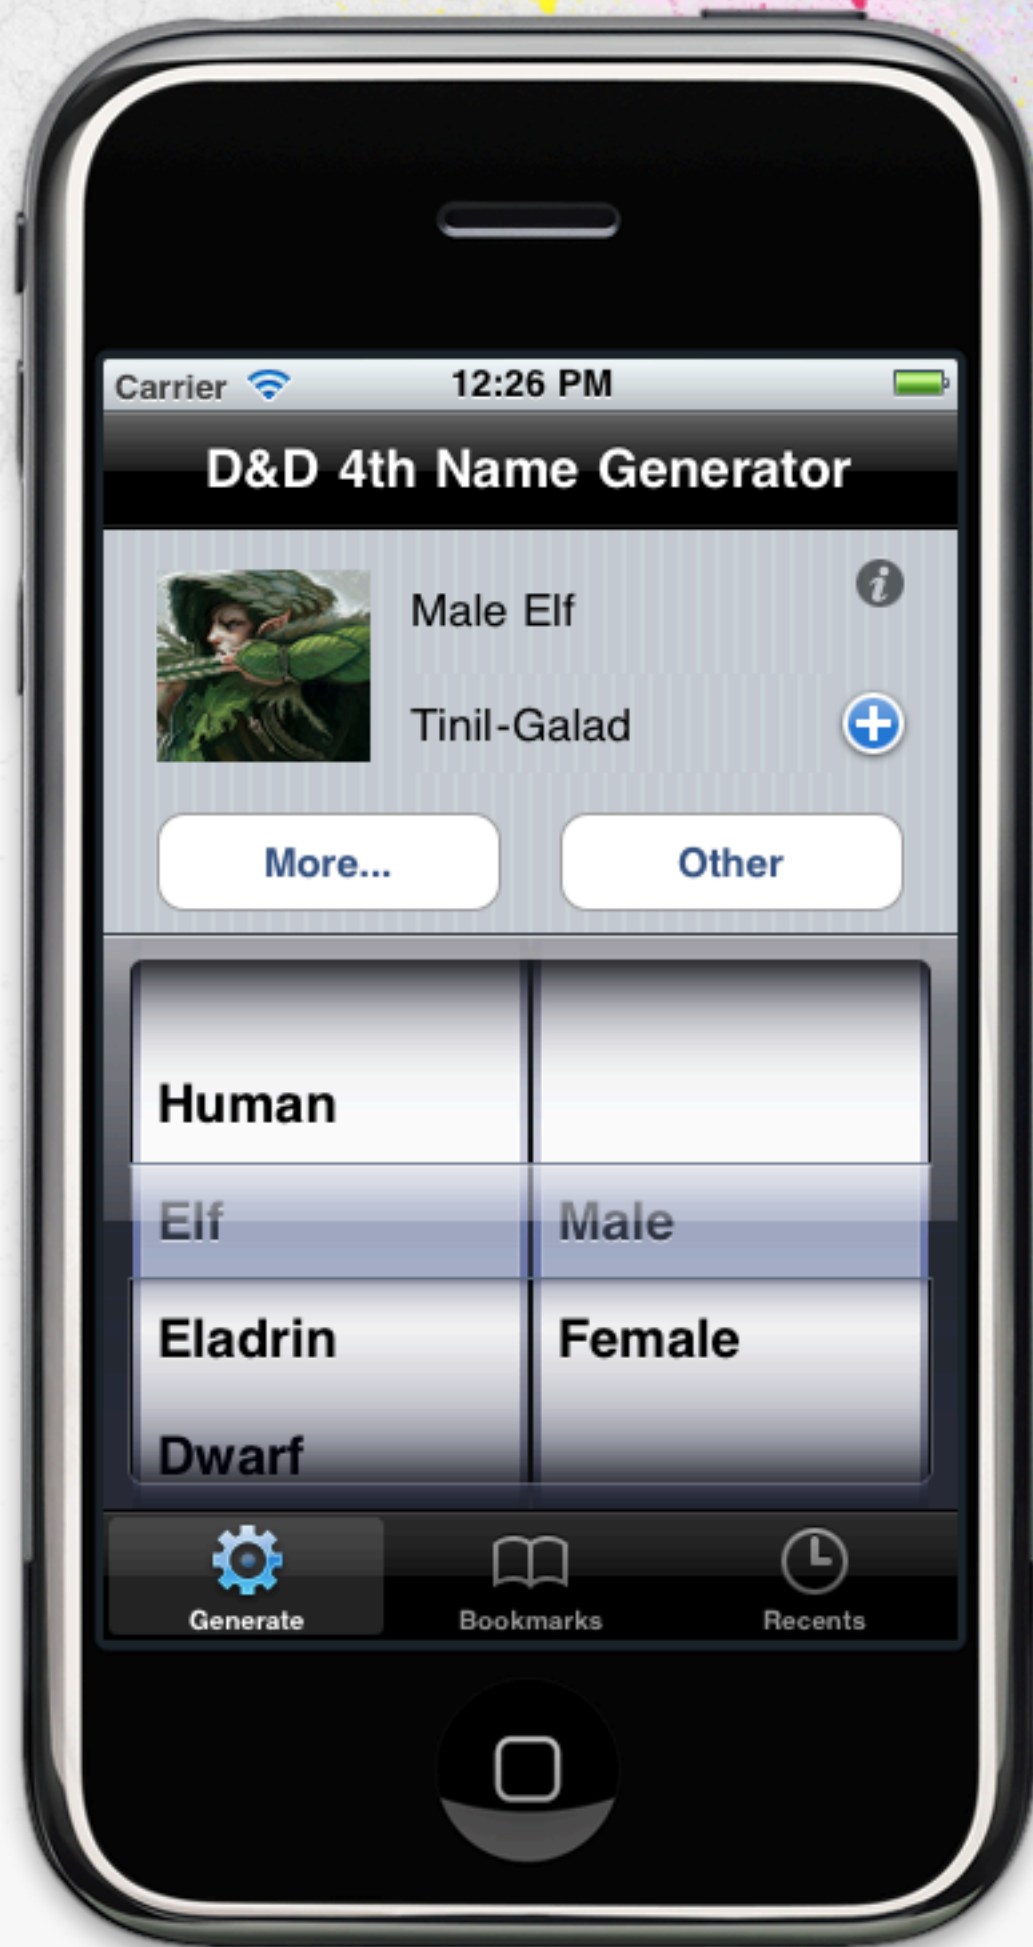 Carrier 12:26 PM
D&D 4th Name Generator
Male Elf
Tinil-Galad
More... Other
Human
Elf Male
Eladrin Female
Dwarf
Generate Bookmarks Recents